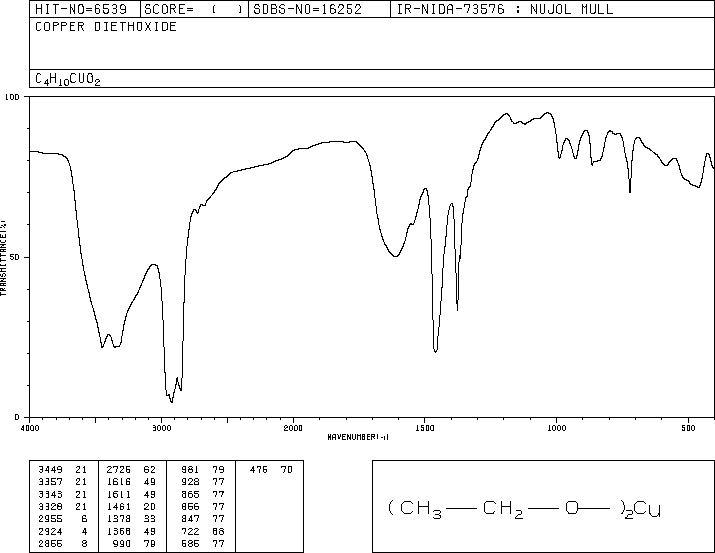 HIT-NO=6539 SCORE= ( ) SDBS-NO=16252 IR-NIDA-73576 : NUJOL MULL
COPPER DIETHOXIDE
C4H10CUO2
100
50
0
TRANSMITTANCE(%)
4000 3000 2000 1500 1000 500
WAVENUMBER(-1)
3449 21 2726 62 981 79 476 70
3357 21 1616 49 928 77
3343 21 1611 49 865 77
3328 21 1461 20 856 77
2955 6 1378 33 847 77
2924 4 1368 49 722 68
2855 8 990 79 585 77
(CH3—CH2—O—)2Cu